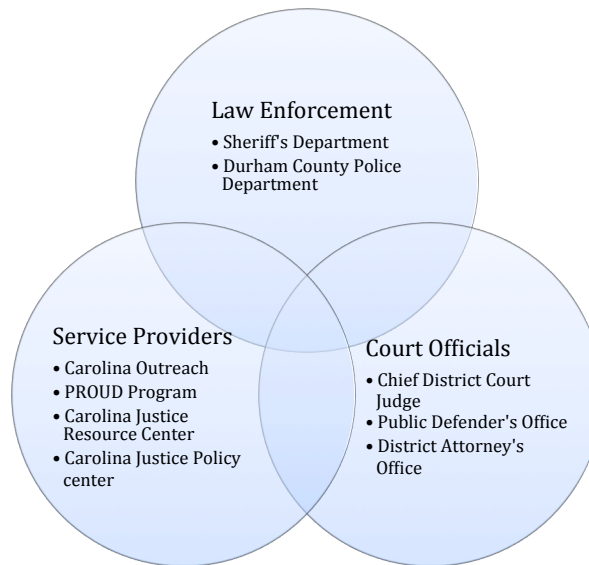 Law Enforcement
• Sheriff's Department
• Durham County Police
Department
Service Providers
• Carolina Outreach
• PROUD Program
• Carolina Justice
Resource Center
• Carolina Justice Policy
center
Court Officials
• Chief District Court
Judge
• Public Defender's Office
• District Attorney's
Office